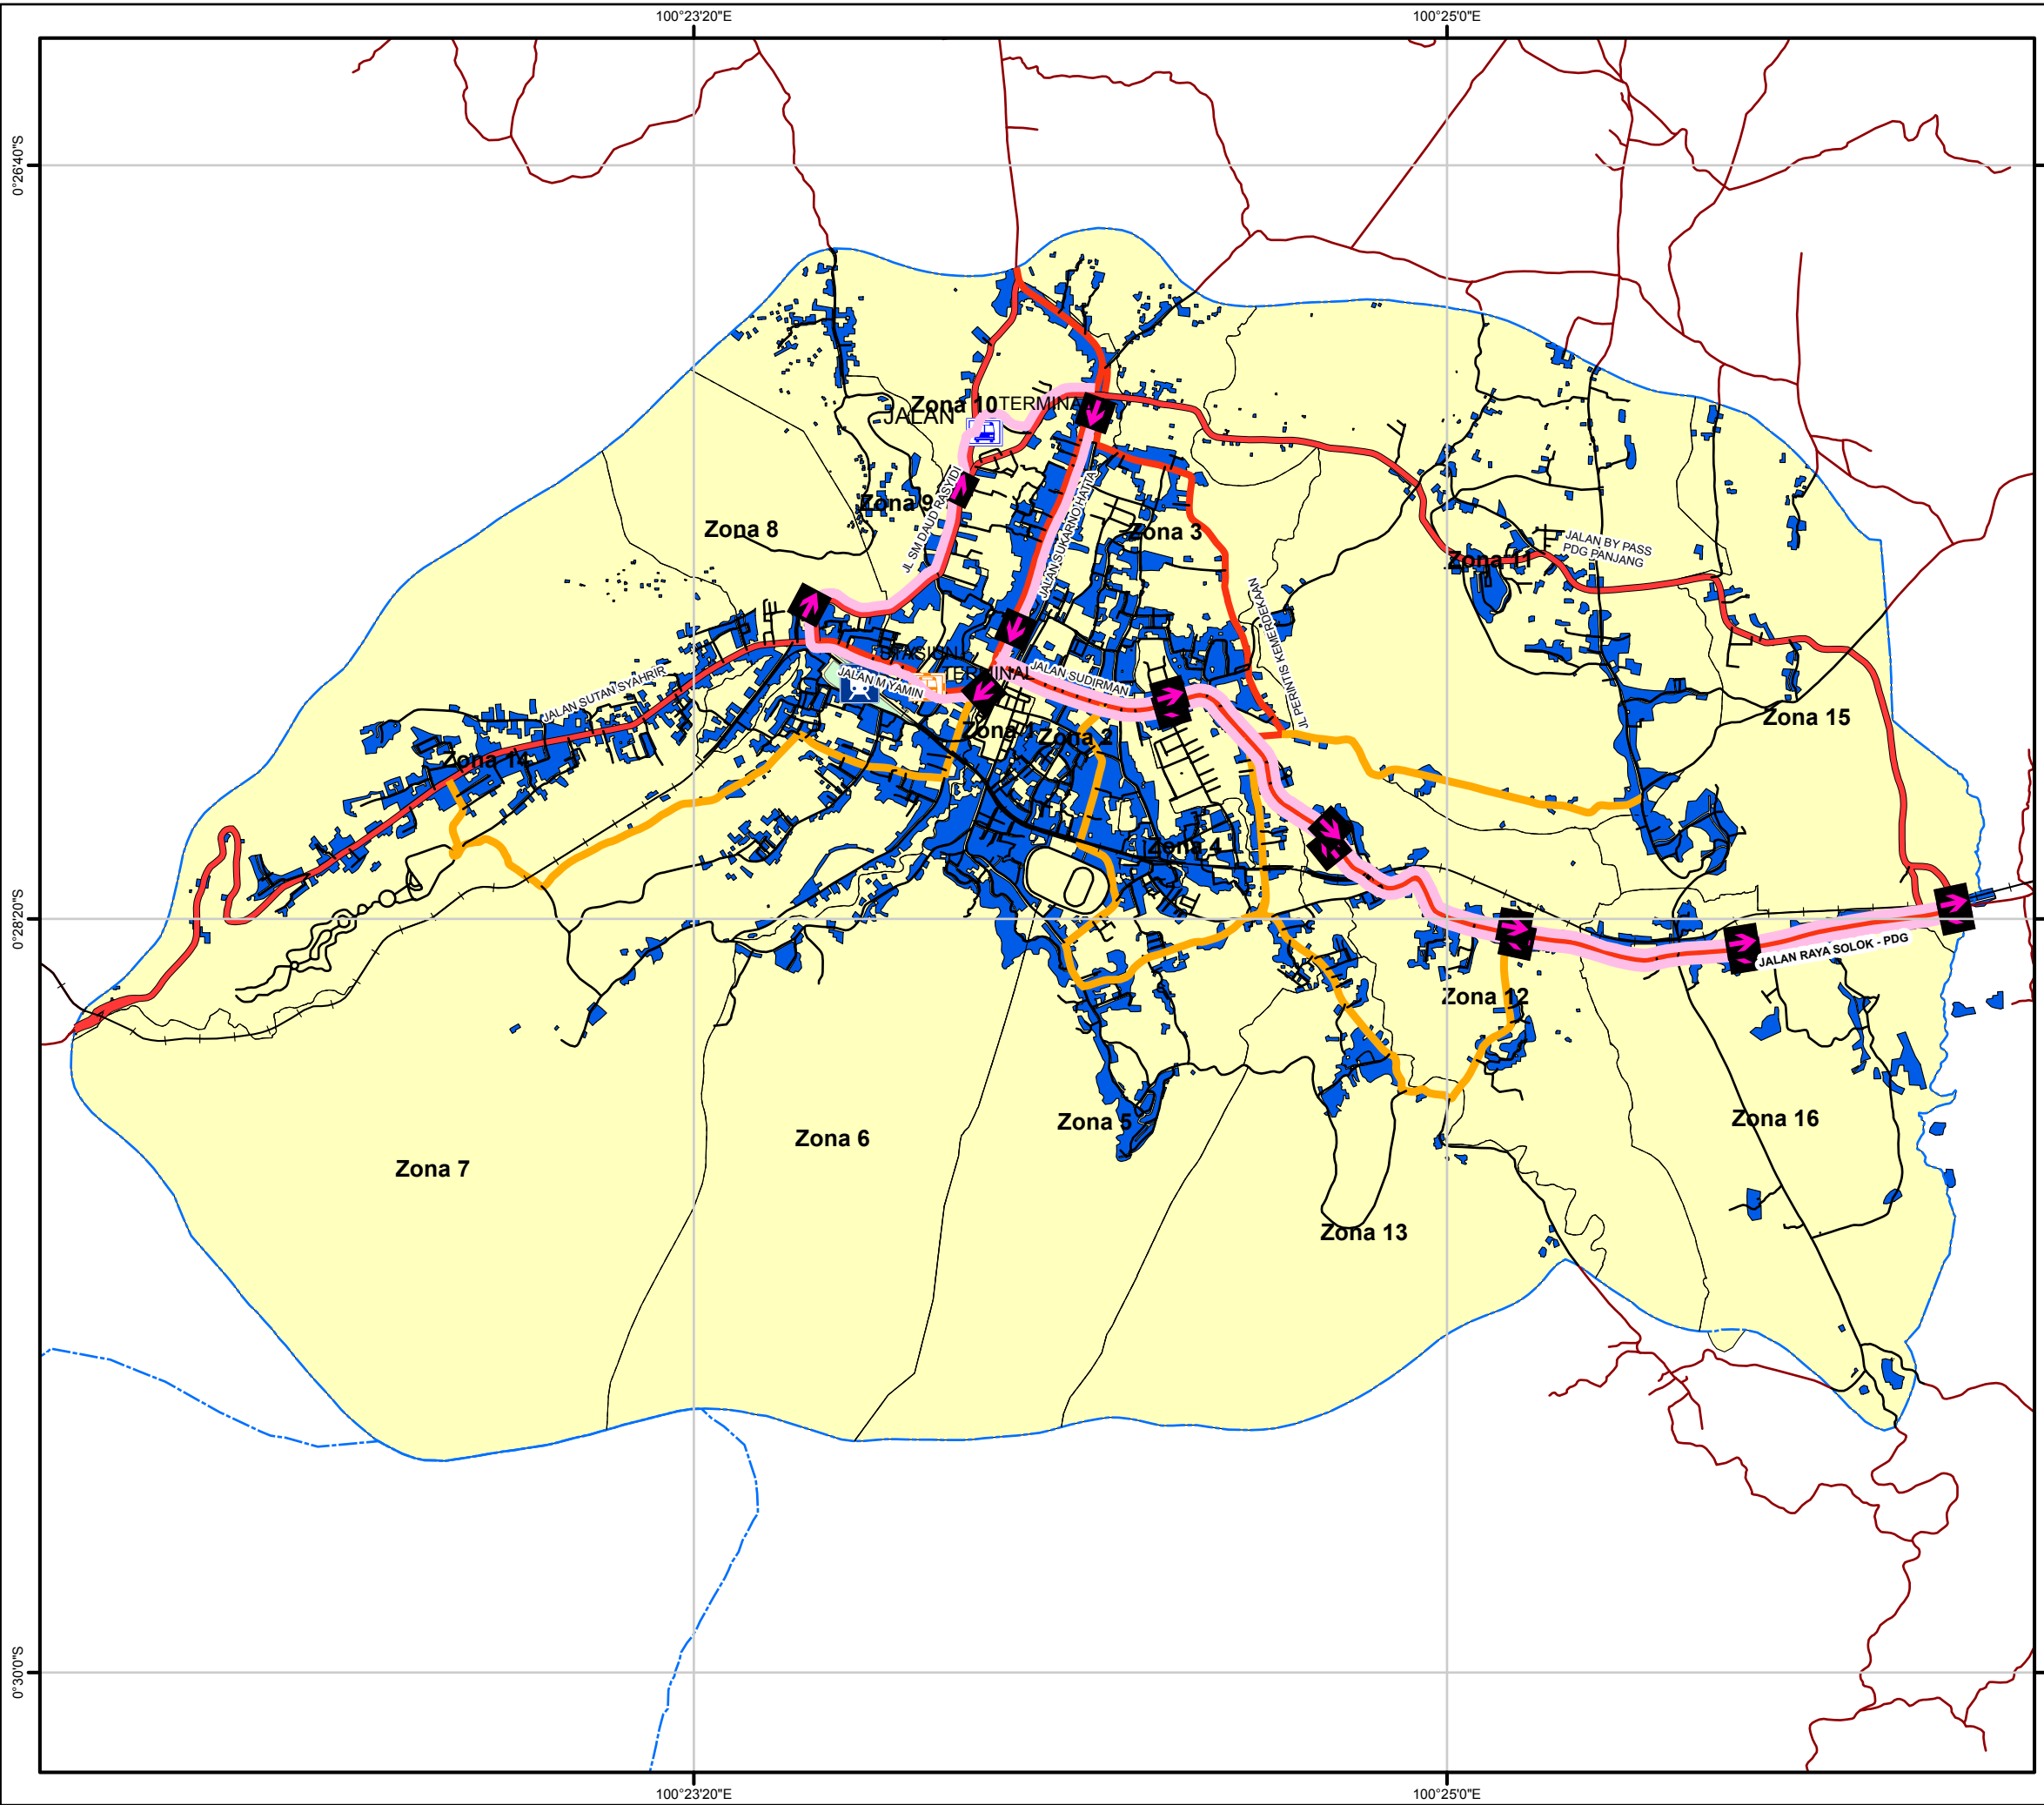 100°23'20"E
100°25'0"E
0°26'40"S
Zona 10
TERMINAL
JALAN
JL SM DAUD RASYIDI
Zona 9
JALAN SUKARNO HATTA
Zona 8
Zona 3
JALAN BY PASS
PDG PANJANG
Zona 11
JL PERINTIS KEMERDEKAAN
STASIUN
TERMINAL
JALAN M YAMIN
JALAN SUDIRMAN
JALAN SUTAN SYAHRIR
Zona 1
Zona 2
Zona 15
Zona 14
Zona 4
0°28'20"S
JALAN RAYA SOLOK - PDG
Zona 12
Zona 5
Zona 16
Zona 6
Zona 7
Zona 13
0°30'0"S
100°23'20"E
100°25'0"E